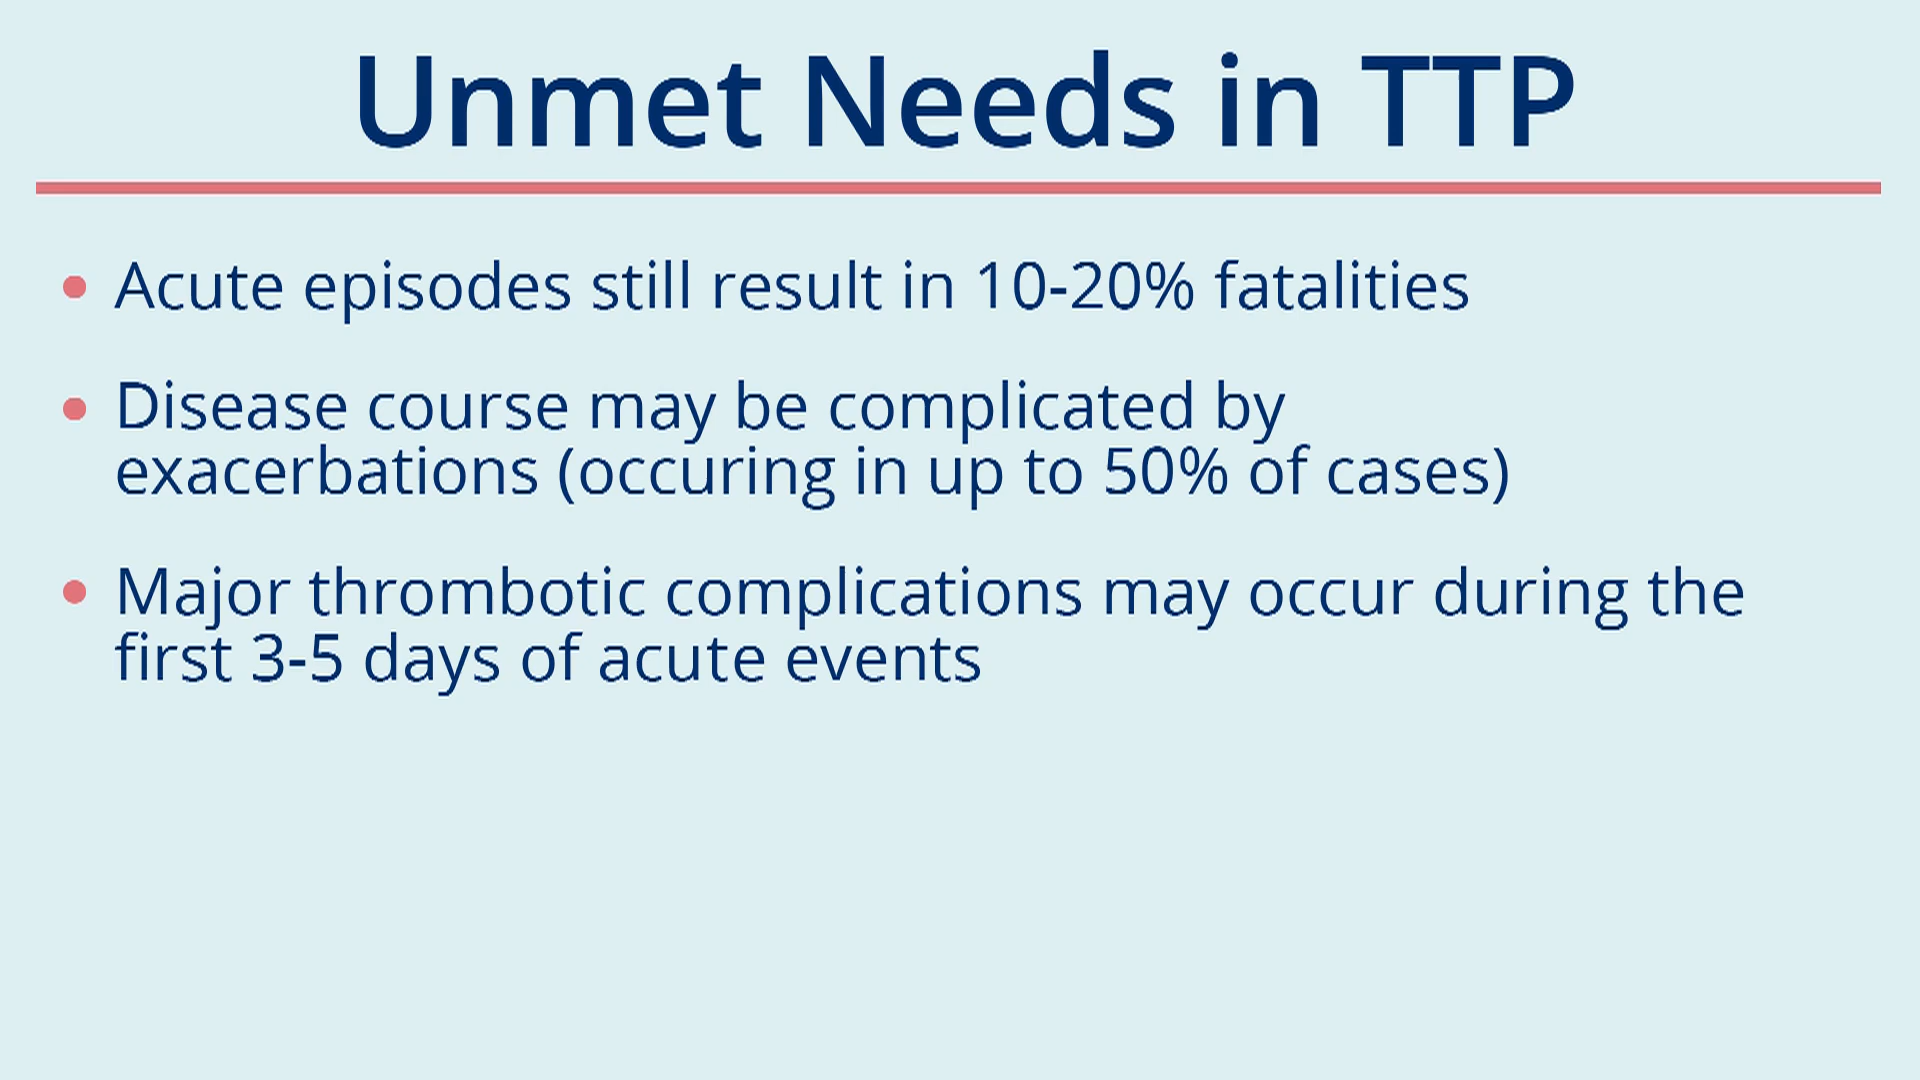 Unmet Needs in TTP
• Acute episodes still result in 10-20% fatalities
• Disease course may be complicated by
exacerbations (occuring in up to 50% of cases)
• Major thrombotic complications may occur during the
first 3-5 days of acute events